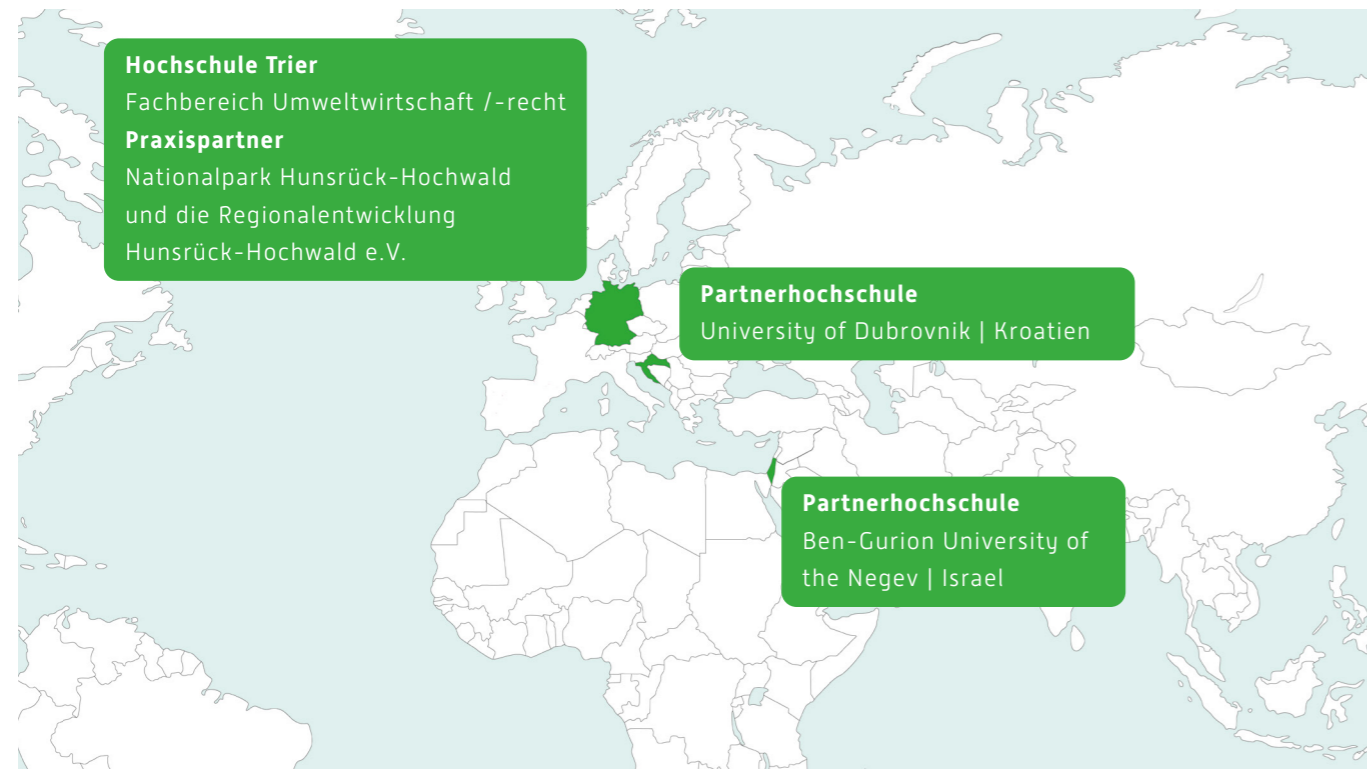 Hochschule Trier
Fachbereich Umweltwirtschaft /-recht
Praxispartner
Nationalpark Hunsrück-Hochwald
und die Regionalentwicklung
Hunsrück-Hochwald e.V.
Partnerhochschule
University of Dubrovnik | Kroatien
Partnerhochschule
Ben-Gurion University of
the Negev | Israel